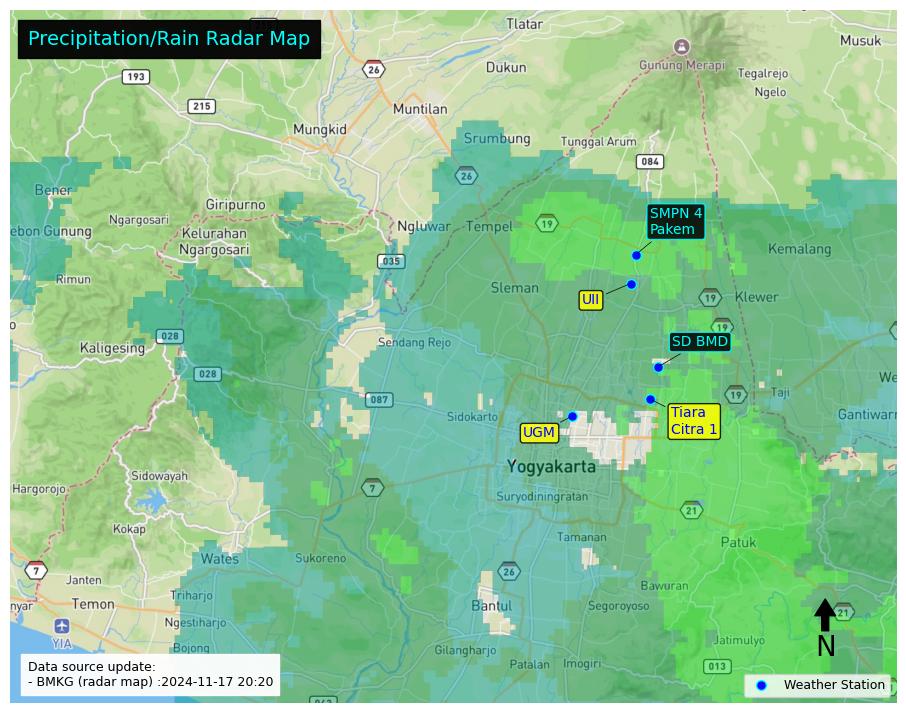 Precipitation/Rain Radar Map
Tlatar
Musuk
Gunung Merapi
26
193
Dukun
Tegalrejo
Ngelo
215
Muntilan
Mungkid
Srumbung
Tunggal Arum
084
26
Bener
Giripurno
Ngargosari
Kelurahan
Ngargosari
ebon Gunung
Ngluwar
Tempel
19
SMPN 4
Pakem
Kemalang
035
Rimun
Sleman
UII
19
Klewer
19
028
Kaligesing
Sendang Rejo
SD BMD
028
087
19
Taji
We
Sidokarto
Tiara
Citra 1
Gantiwarn
UGM
Yogyakarta
Sidowayah
Hargorojo
7
Suryodiningratan
21
Kokap
Tamanan
Patuk
Wates
Sukoreno
7
26
Janten
Bawuran
Triharjo
nyar
Temon
Bantul
Segoroyoso
21
Ngestiharjo
YIA
N
Jatimulyo
Bojong
Gilangharjo
Patalan
Imogiri
013
Data source update:
- BMKG (radar map) :2024-11-17 20:20
Weather Station